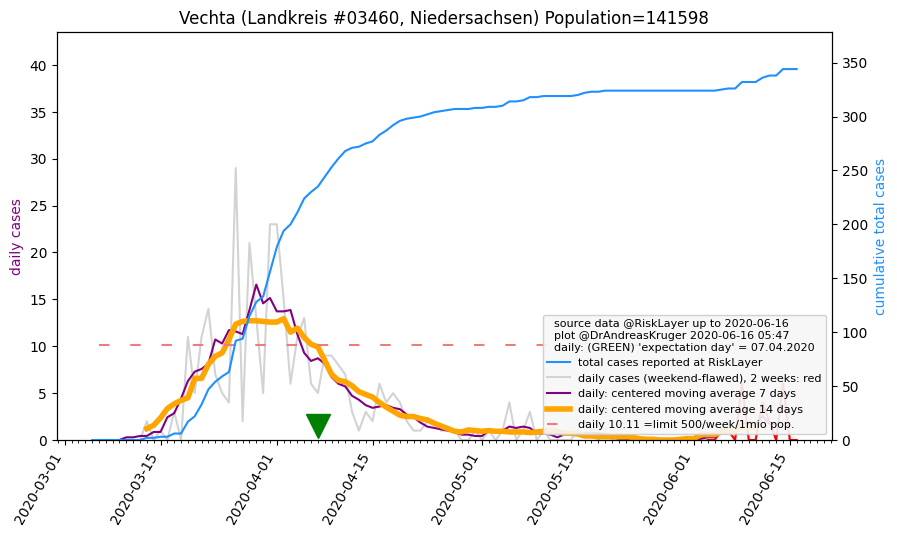 Vechta (Landkreis #03460, Niedersachsen) Population=141598
daily cases
40
35
30
25
20
15
10
5
0
cumulative total cases
350
300
250
200
150
100
50
0
source data @RiskLayer up to 2020-06-16
plot @DrAndreasKruger 2020-06-16 05:47
daily: (GREEN) 'expectation day' = 07.04.2020
total cases reported at RiskLayer
daily cases (weekend-flawed), 2 weeks: red
daily: centered moving average 7 days
daily: centered moving average 14 days
daily 10.11 =limit 500/week/1mio pop.
2020-03-01
2020-03-15
2020-04-01
2020-04-15
2020-05-01
2020-05-15
2020-06-01
2020-06-15